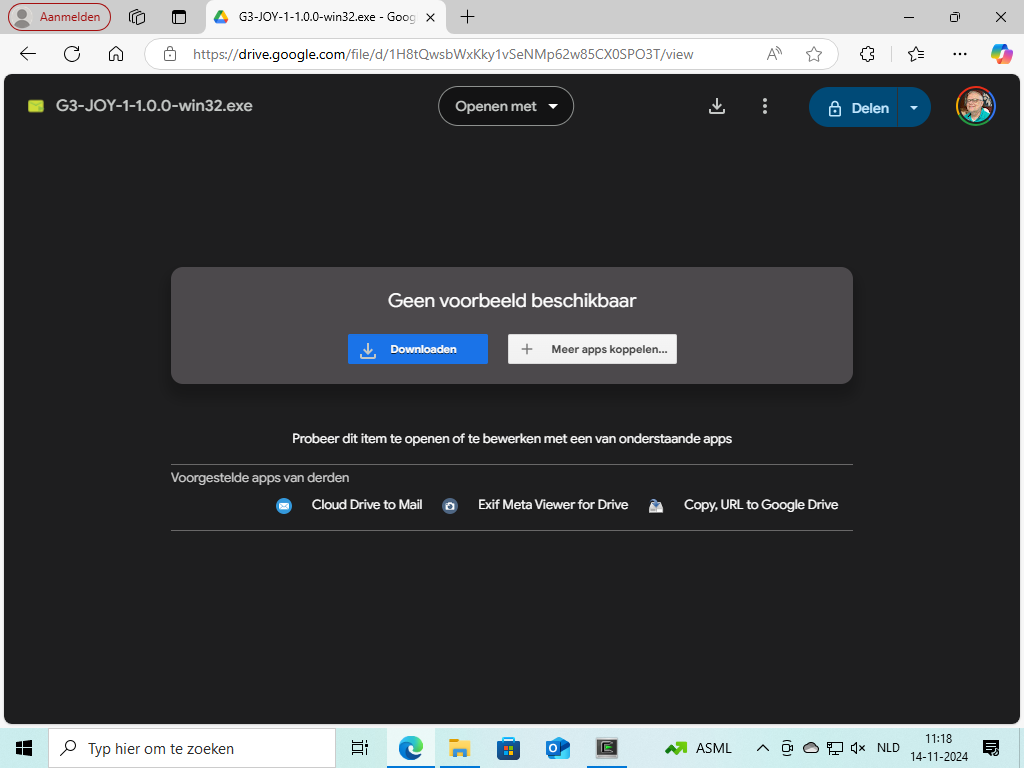 Aanmelden
G3-JOY-1-1.0.0-win32.exe - Goog
https://drive.google.com/file/d/1H8tQwsbWxKky1vSeNMp62w85CX0SPO3T/view
G3-JOY-1-1.0.0-win32.exe
Openen met
Delen
Geen voorbeeld beschikbaar
Downloaden
Meer apps koppelen...
Probeer dit item te openen of te bewerken met een van onderstaande apps
Voorgestelde apps van derden
Cloud Drive to Mail
Exif Meta Viewer for Drive
Copy, URL to Google Drive
Typ hier om te zoeken
ASML
NLD
11:18
14-11-2024